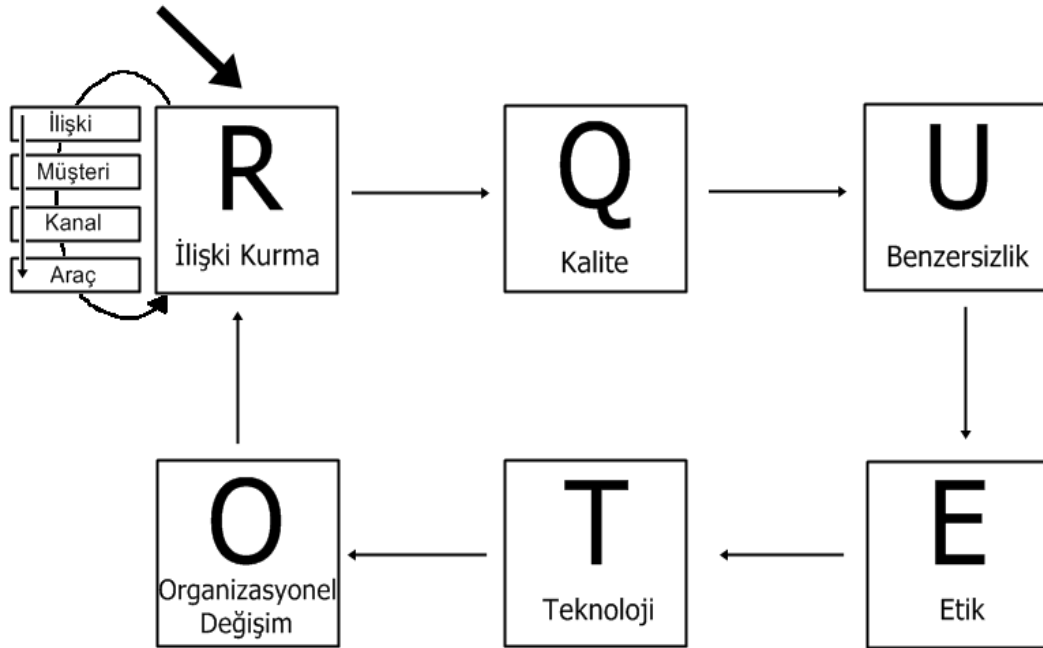 İlişki
Müşteri
Kanal
Araç
R
İlişki Kurma
Q
Kalite
U
Benzersizlik
O
Organizasyonel
Değişim
T
Teknoloji
E
Etik